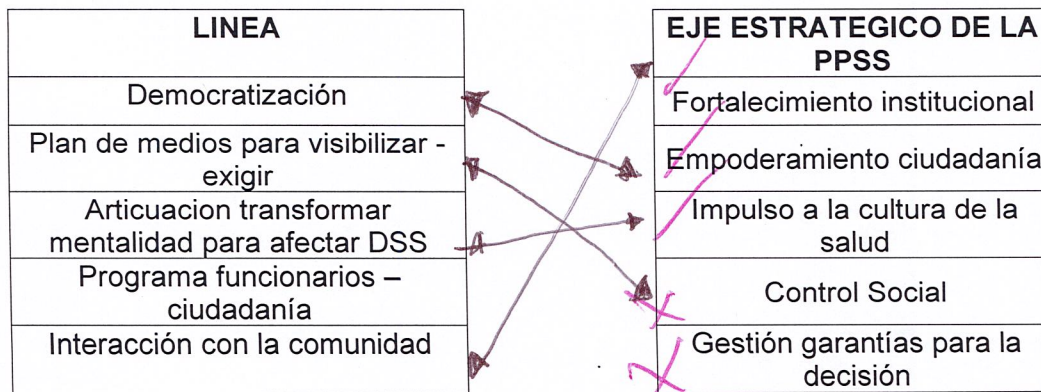 LINEA
Democratización
Plan de medios para visibilizar -
exigir
Articuacion transformar
mentalidad para afectar DSS
Programa funcionarios –
ciudadanía
Interacción con la comunidad
EJE ESTRATEGICO DE LA
PPSS
Fortalecimiento institucional
Empoderamiento ciudadanía
Impulso a la cultura de la
salud
Control Social
Gestión garantías para la
decisión